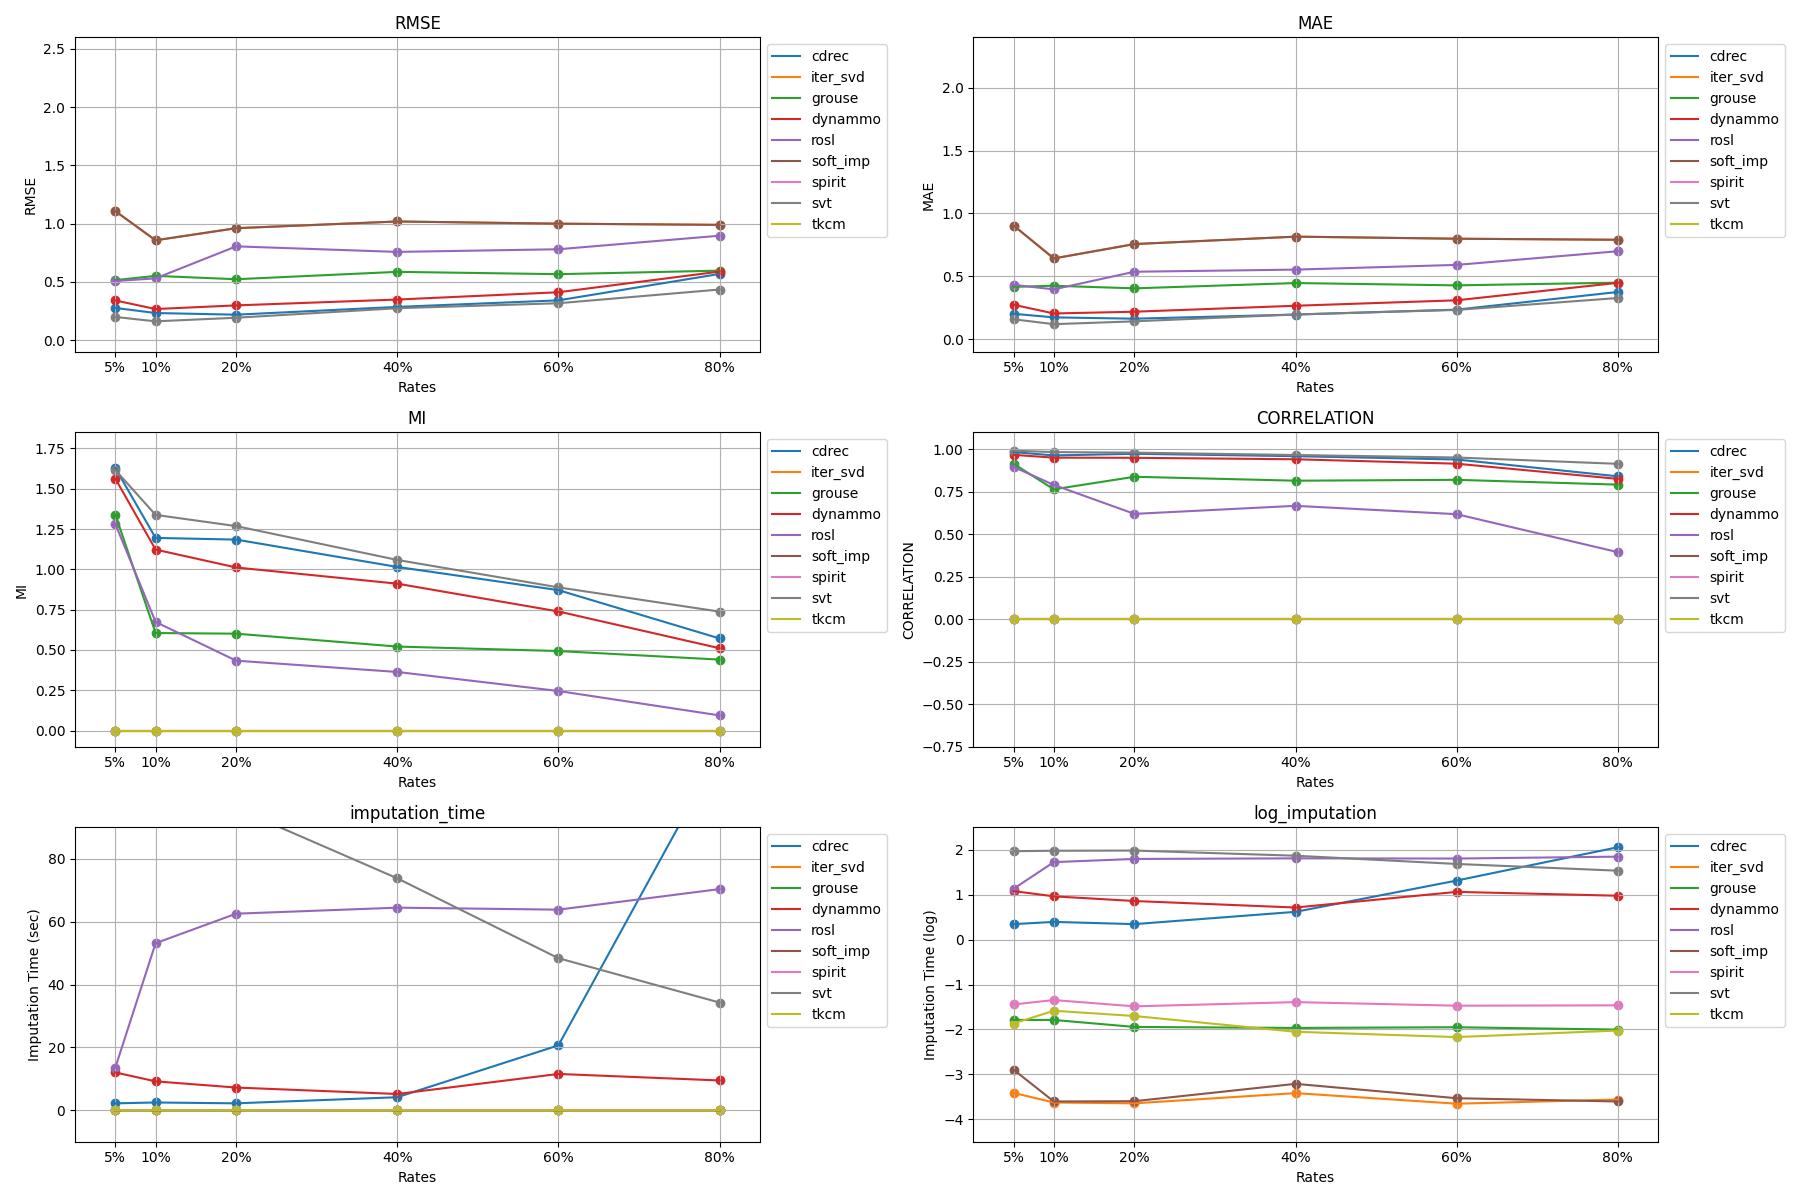 RMSE
RMSE
2.5
2.0
1.5
1.0
0.5
0.0
5% 10% 20% 40% 60% 80%
Rates
cdrec
iter_svd
grouse
dynammo
rosl
soft_imp
spirit
svt
tkcm
MAE
MAE
2.0
1.5
1.0
0.5
0.0
5% 10% 20% 40% 60% 80%
Rates
cdrec
iter_svd
grouse
dynammo
rosl
soft_imp
spirit
svt
tkcm
MI
MI
1.75
1.50
1.25
1.00
0.75
0.50
0.25
0.00
5% 10% 20% 40% 60% 80%
Rates
cdrec
iter_svd
grouse
dynammo
rosl
soft_imp
spirit
svt
tkcm
CORRELATION
CORRELATION
1.00
0.75
0.50
0.25
0.00
−0.25
−0.50
−0.75
5% 10% 20% 40% 60% 80%
Rates
cdrec
iter_svd
grouse
dynammo
rosl
soft_imp
spirit
svt
tkcm
imputation_time
Imputation Time (sec)
80
60
40
20
0
5% 10% 20% 40% 60% 80%
Rates
cdrec
iter_svd
grouse
dynammo
rosl
soft_imp
spirit
svt
tkcm
log_imputation
Imputation Time (log)
2
1
0
−1
−2
−3
−4
5% 10% 20% 40% 60% 80%
Rates
cdrec
iter_svd
grouse
dynammo
rosl
soft_imp
spirit
svt
tkcm